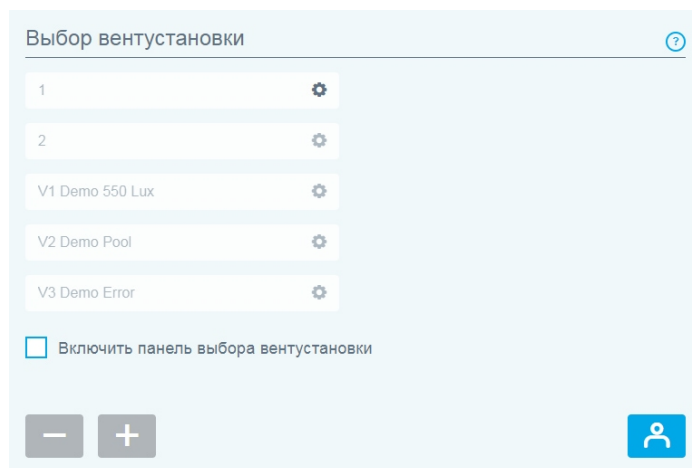 Выбор вентустановки
?
1
2
V1 Demo 550 Lux
V2 Demo Pool
V3 Demo Error
Включить панель выбора вентустановки